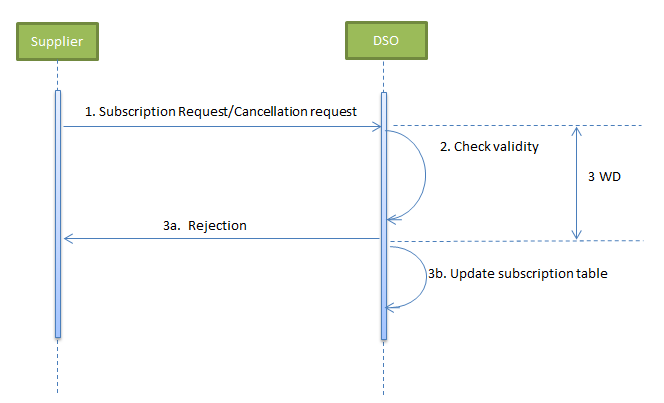 Supplier
DSO
1. Subscription Request/Cancellation request
2. Check validity
3 WD
3a. Rejection
3b. Update subscription table